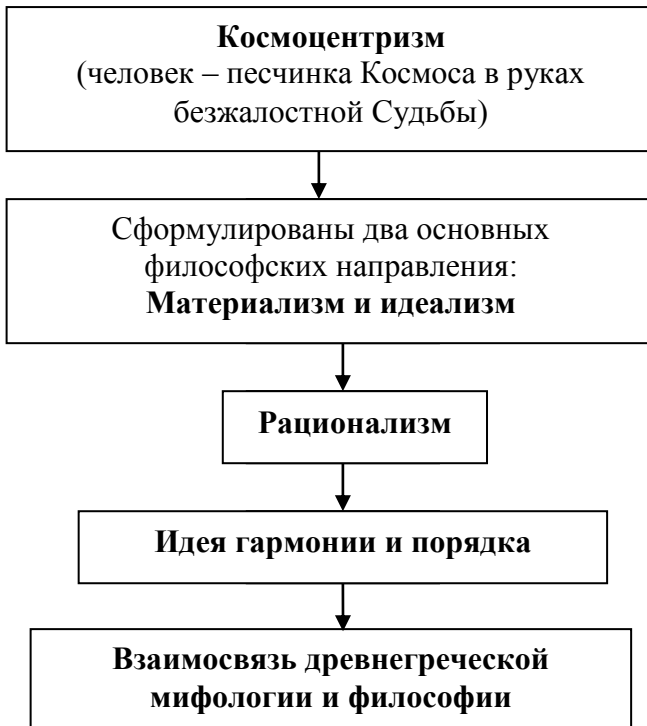 Космоцентризм
(человек – песчинка Космоса в руках
безжалостной Судьбы)
Сформулированы два основных
философских направления:
Материализм и идеализм
Рационализм
Идея гармонии и порядка
Взаимосвязь древнегреческой
мифологии и философии